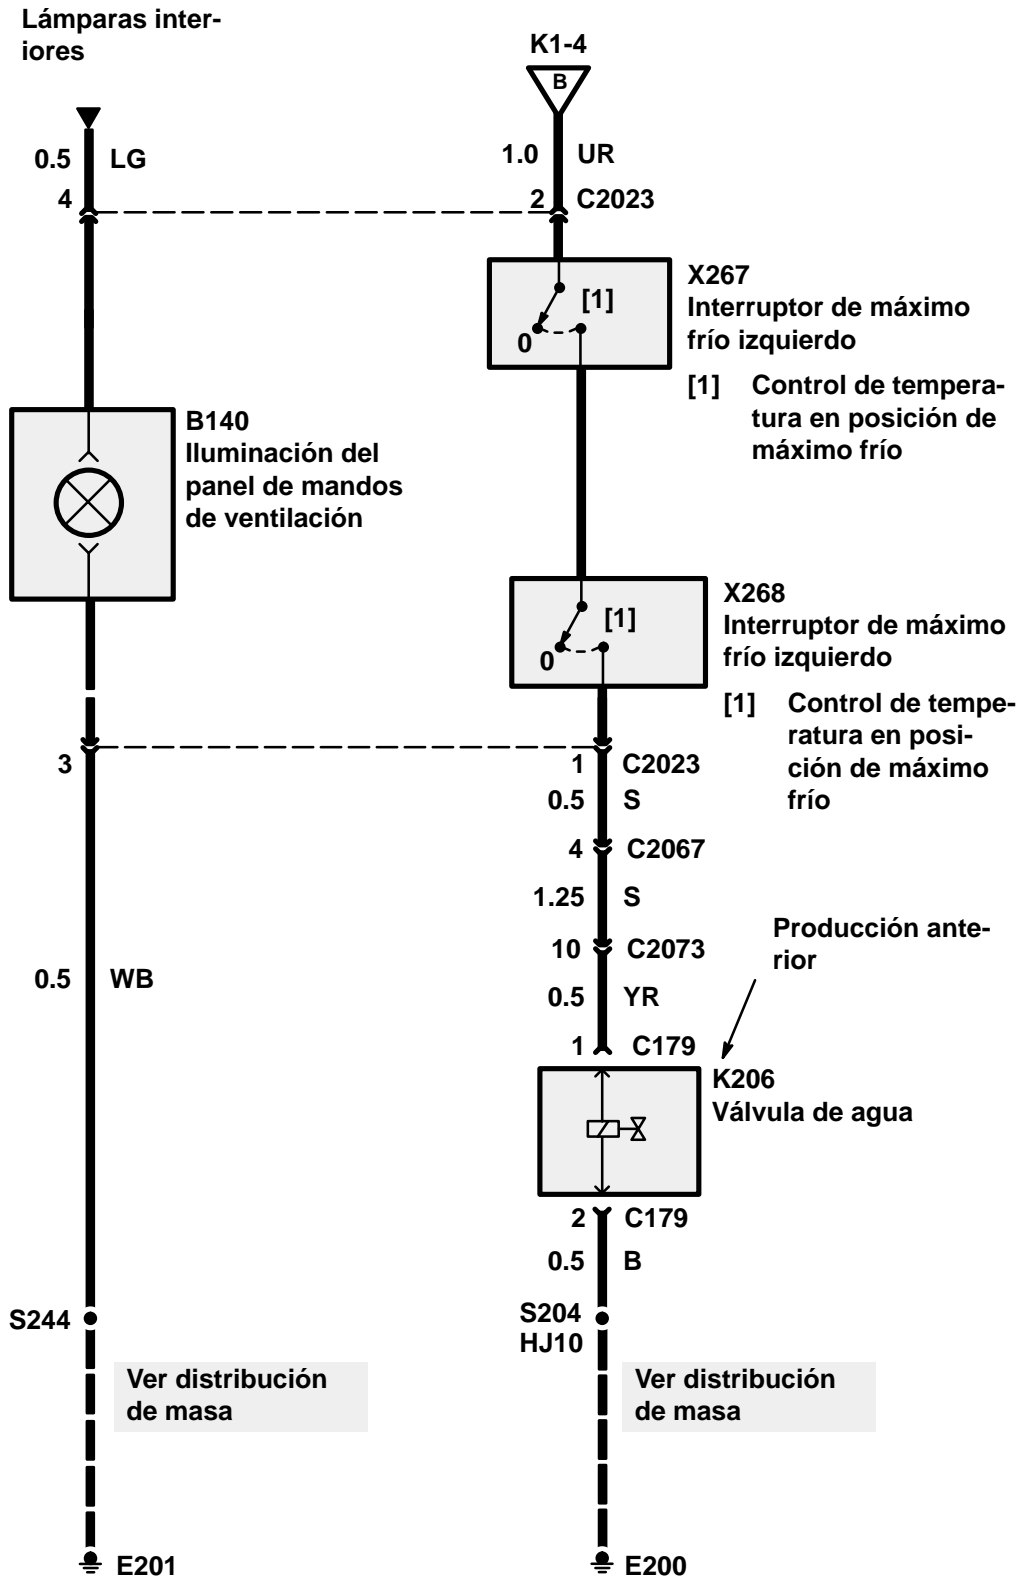 Lámparas inter-
iores
K1-4
B
0.5 LG
1.0 UR
4
2 C2023
[1]
0
X267
Interruptor de máximo
frío izquierdo
[1] Control de tempera-
tura en posición de
máximo frío
B140
Iluminación del
panel de mandos
de ventilación
[1]
0
X268
Interruptor de máximo
frío izquierdo
[1] Control de tempe-
ratura en posi-
ción de máximo
frío
3
1 C2023
0.5 S
4 C2067
1.25 S
10 C2073
Producción ante-
rior
0.5 WB
0.5 YR
1 C179
K206
Válvula de agua
2 C179
0.5 B
S244
S204
HJ10
Ver distribución
de masa
Ver distribución
de masa
E201
E200